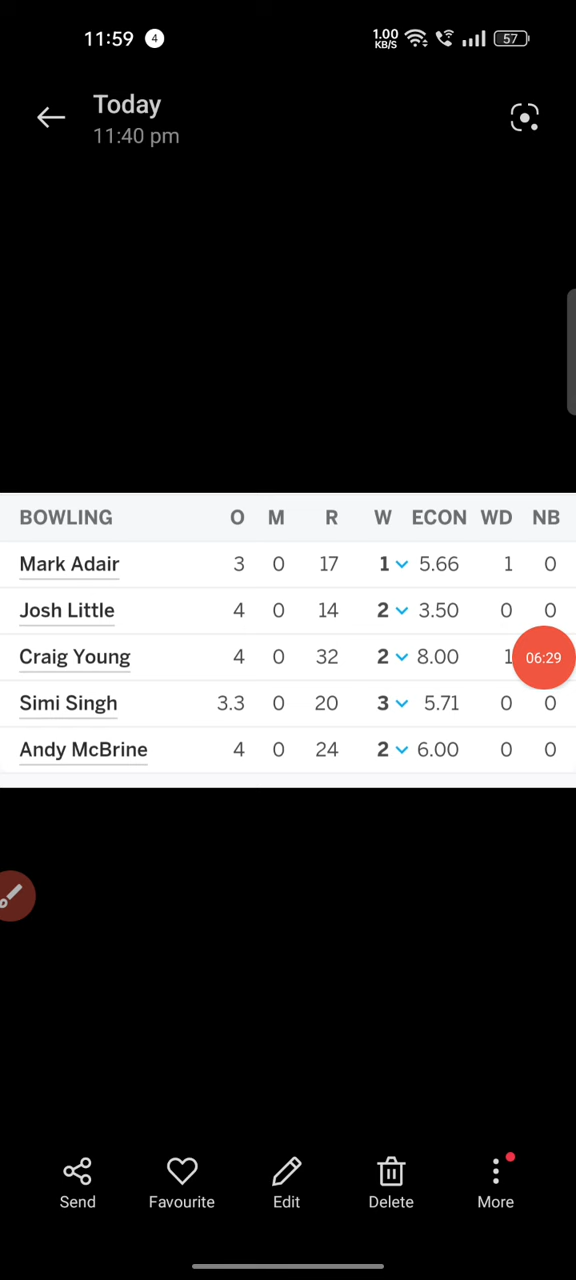 11:59 4 1.00 KB/S 57
Today
11:40 pm
BOWLING O M R W ECON WD NB
Mark Adair 3 0 17 1 5.66 1 0
Josh Little 4 0 14 2 3.50 0 0
Craig Young 4 0 32 2 8.00 1 06:29
Simi Singh 3.3 0 20 3 5.71 0 0
Andy McBrine 4 0 24 2 6.00 0 0
Send Favourite Edit Delete More